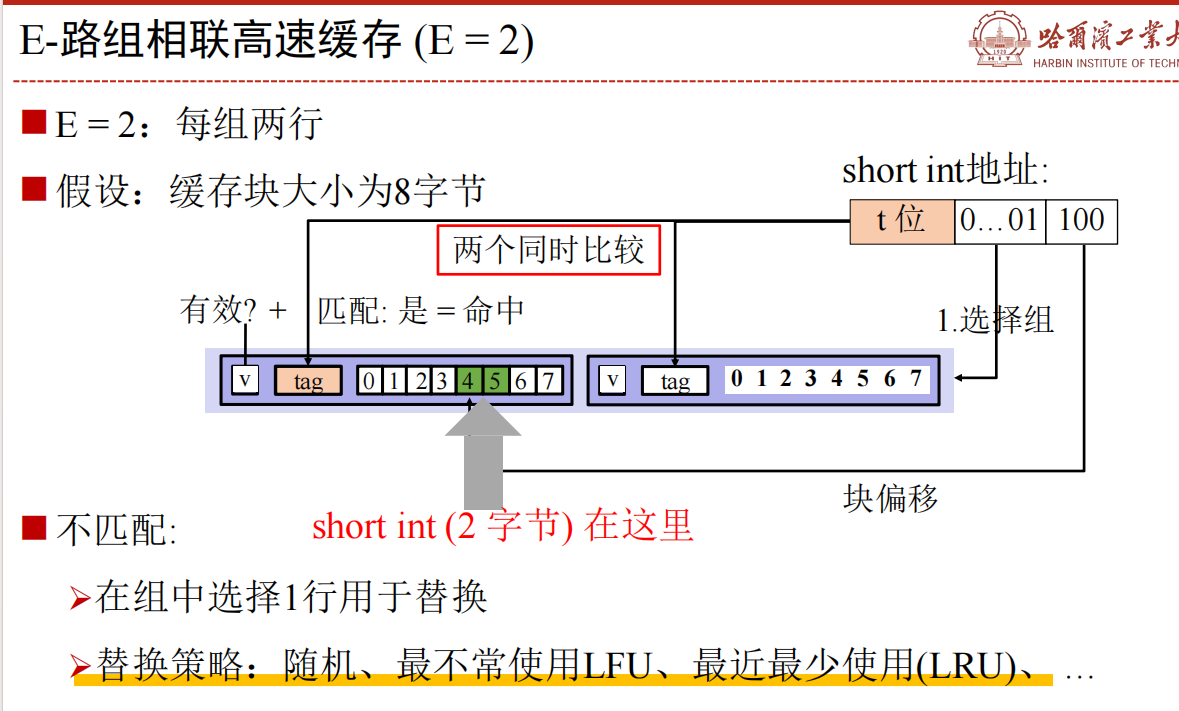 E-路组相联高速缓存 (E = 2)
哈爾濱工業大
HARBIN INSTITUTE OF TECHN
1920
HIT
■E = 2：每组两行
■假设：缓存块大小为8字节
short int地址:
t 位 0…01 100
两个同时比较
有效? + 匹配: 是 = 命中
1.选择组
v tag 0 1 2 3 4 5 6 7 v tag 0 1 2 3 4 5 6 7
块偏移
■不匹配:
short int (2 字节) 在这里
➢在组中选择1行用于替换
➢替换策略：随机、最不常使用LFU、最近最少使用(LRU)、 …